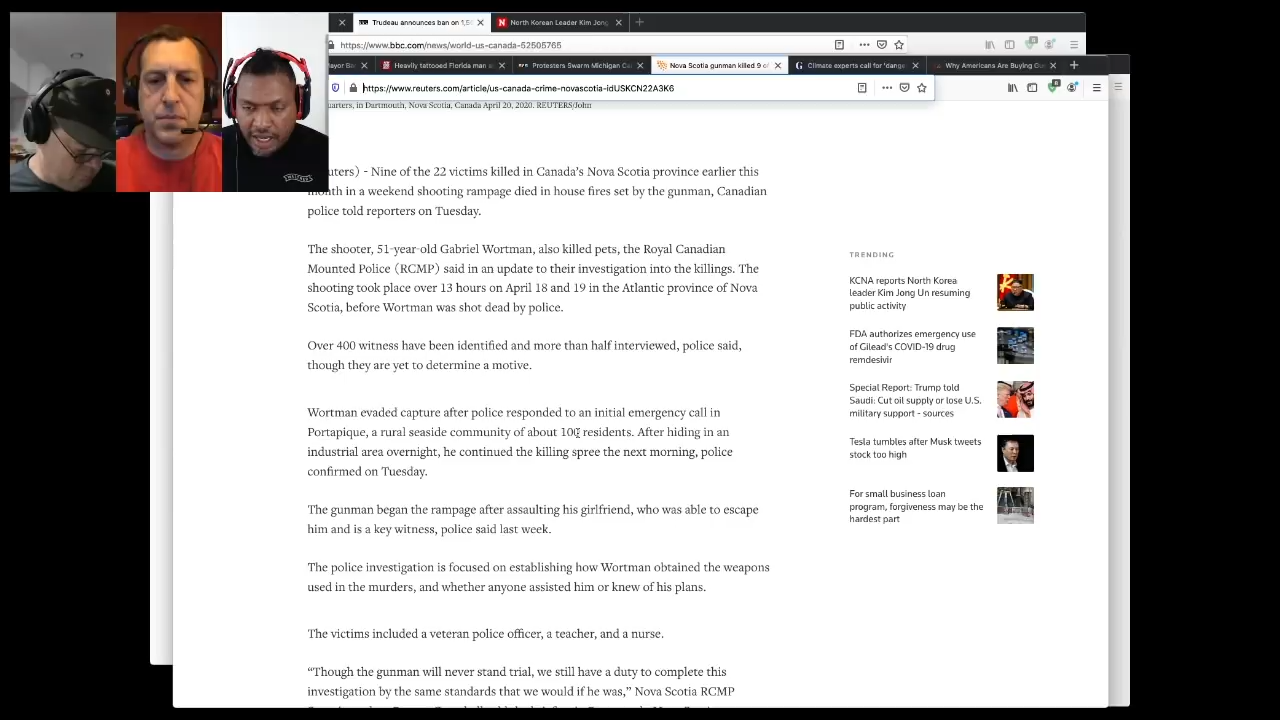 Trudeau announces ban on 1,5
North Korean Leader Kim Jong
https://www.bbc.com/news/world-us-canada-52505765
ayor Ba
Heavily tattooed Florida man a
Protesters Swarm Michigan Ca
Nova Scotia gunman killed 9 o
Climate experts call for 'dange
Why Americans Are Buying Gu
https://www.reuters.com/article/us-canada-crime-novascotia-idUSKCN22A3K6
uarters, in Dartmouth, Nova Scotia, Canada April 20, 2020. REUTERS/John
uters) - Nine of the 22 victims killed in Canada's Nova Scotia province earlier this
month in a weekend shooting rampage died in house fires set by the gunman, Canadian
police told reporters on Tuesday.
The shooter, 51-year-old Gabriel Wortman, also killed pets, the Royal Canadian
Mounted Police (RCMP) said in an update to their investigation into the killings. The
shooting took place over 13 hours on April 18 and 19 in the Atlantic province of Nova
Scotia, before Wortman was shot dead by police.
Over 400 witness have been identified and more than half interviewed, police said,
though they are yet to determine a motive.
Wortman evaded capture after police responded to an initial emergency call in
Portapique, a rural seaside community of about 100 residents. After hiding in an
industrial area overnight, he continued the killing spree the next morning, police
confirmed on Tuesday.
The gunman began the rampage after assaulting his girlfriend, who was able to escape
him and is a key witness, police said last week.
The police investigation is focused on establishing how Wortman obtained the weapons
used in the murders, and whether anyone assisted him or knew of his plans.
The victims included a veteran police officer, a teacher, and a nurse.
“Though the gunman will never stand trial, we still have a duty to complete this
investigation by the same standards that we would if he was,” Nova Scotia RCMP
TRENDING
KCNA reports North Korea
leader Kim Jong Un resuming
public activity
FDA authorizes emergency use
of Gilead's COVID-19 drug
remdesivir
Special Report: Trump told
Saudi: Cut oil supply or lose U.S.
military support - sources
Tesla tumbles after Musk tweets
stock too high
For small business loan
program, forgiveness may be the
hardest part